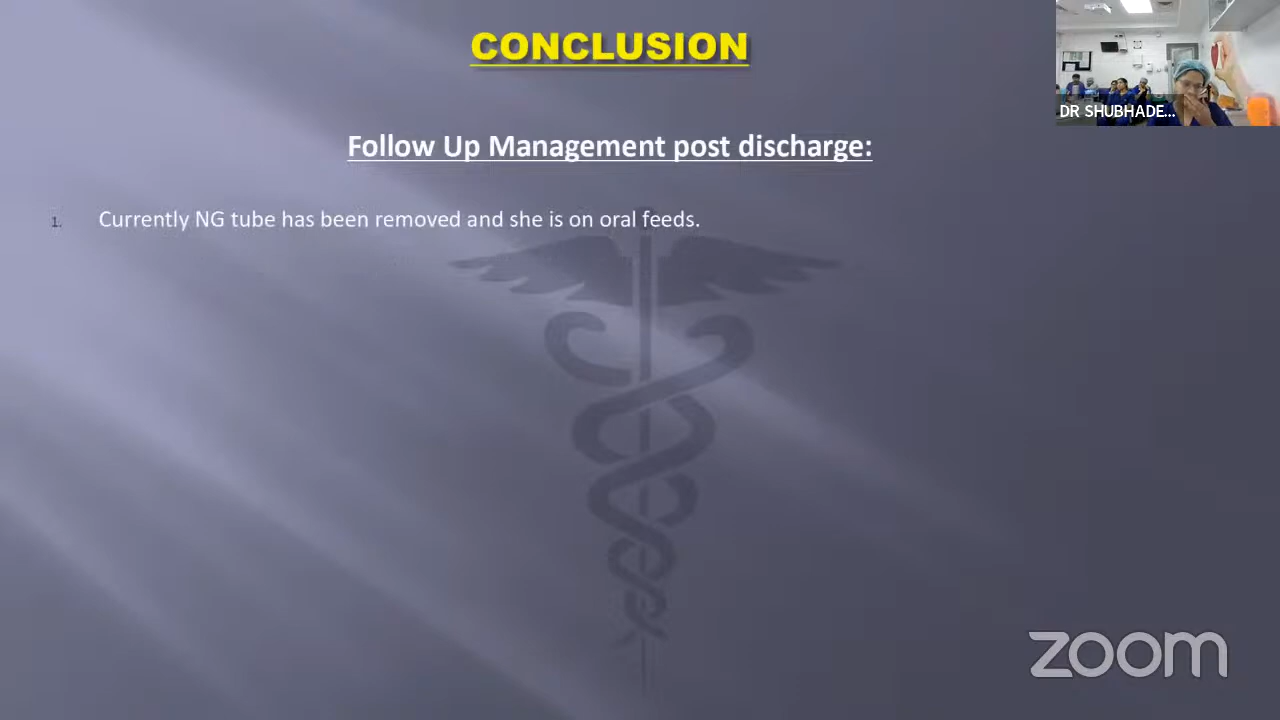 CONCLUSION
DR SHUBHADE...
Follow Up Management post discharge:
1. Currently NG tube has been removed and she is on oral feeds.
zoom